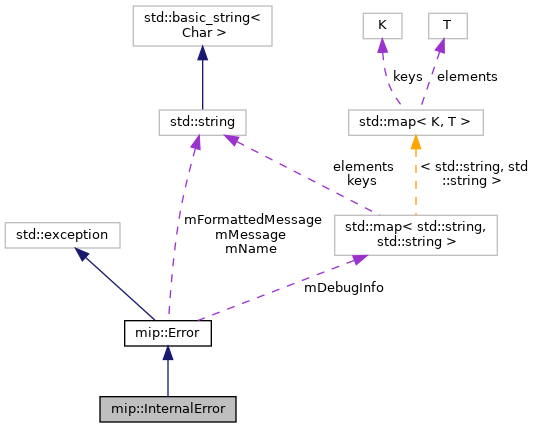 std::basic_string<
Char >
K
T
keys
elements
std::string
std::map< K, T >
elements
keys
< std::string, std
::string >
mFormattedMessage
mMessage
mName
std::exception
std::map< std::string,
std::string >
mDebugInfo
mip::Error
mip::InternalError